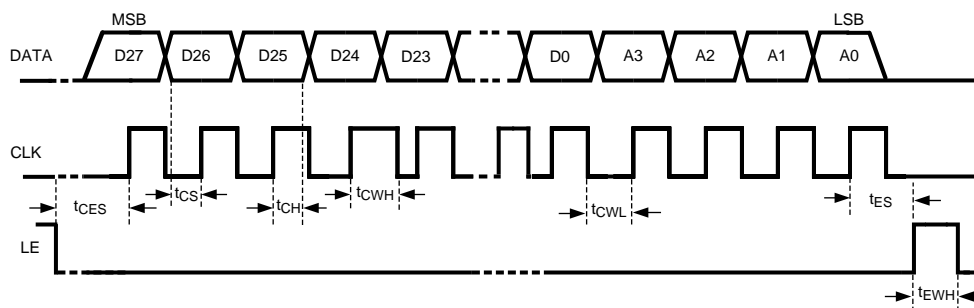 MSB LSB
DATA D27 D26 D25 D24 D23 D0 A3 A2 A1 A0
CLK
tCES tCS tCH tCWH tCWL tES
LE
tEWH